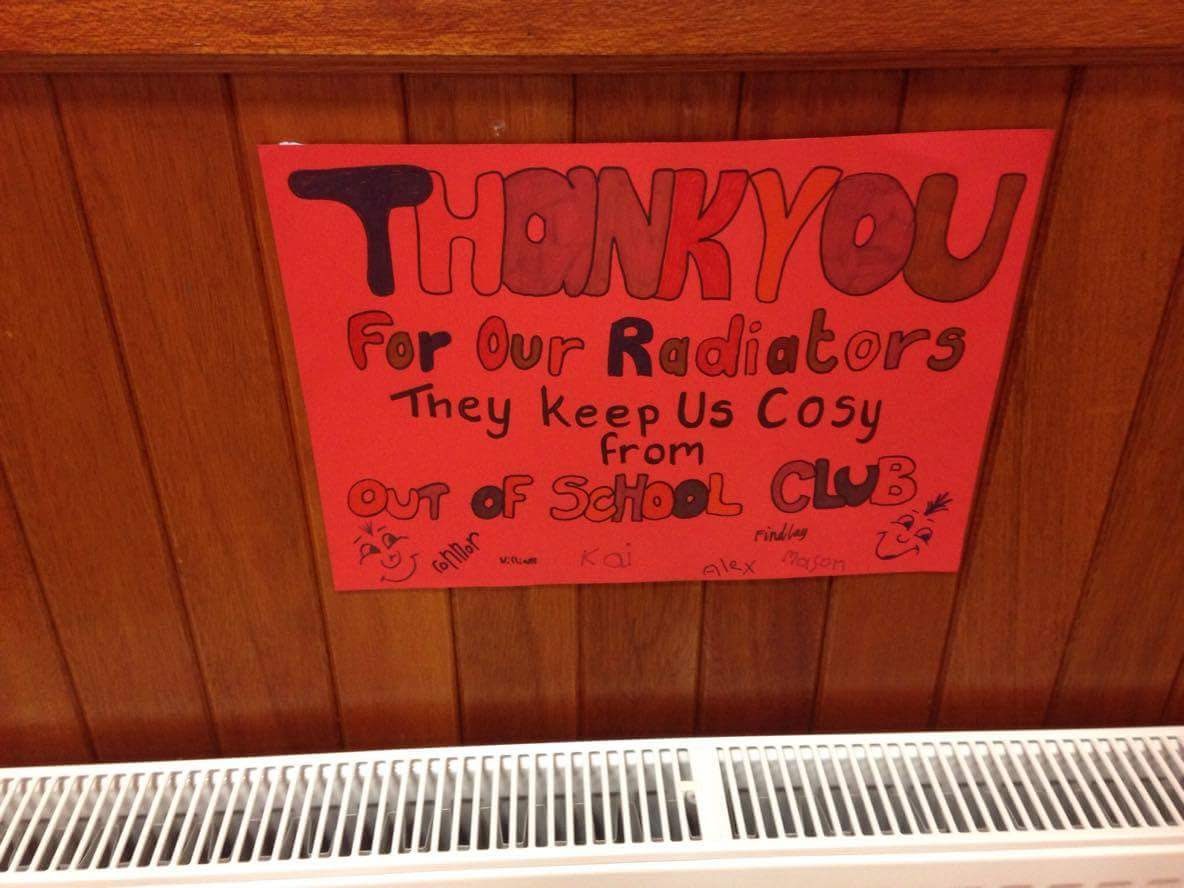 THANKYOU
For Our Radiators
They Keep Us Cosy
from
OUT OF SCHOOL CLUB
Connor William Kai Alex Findlay Mason